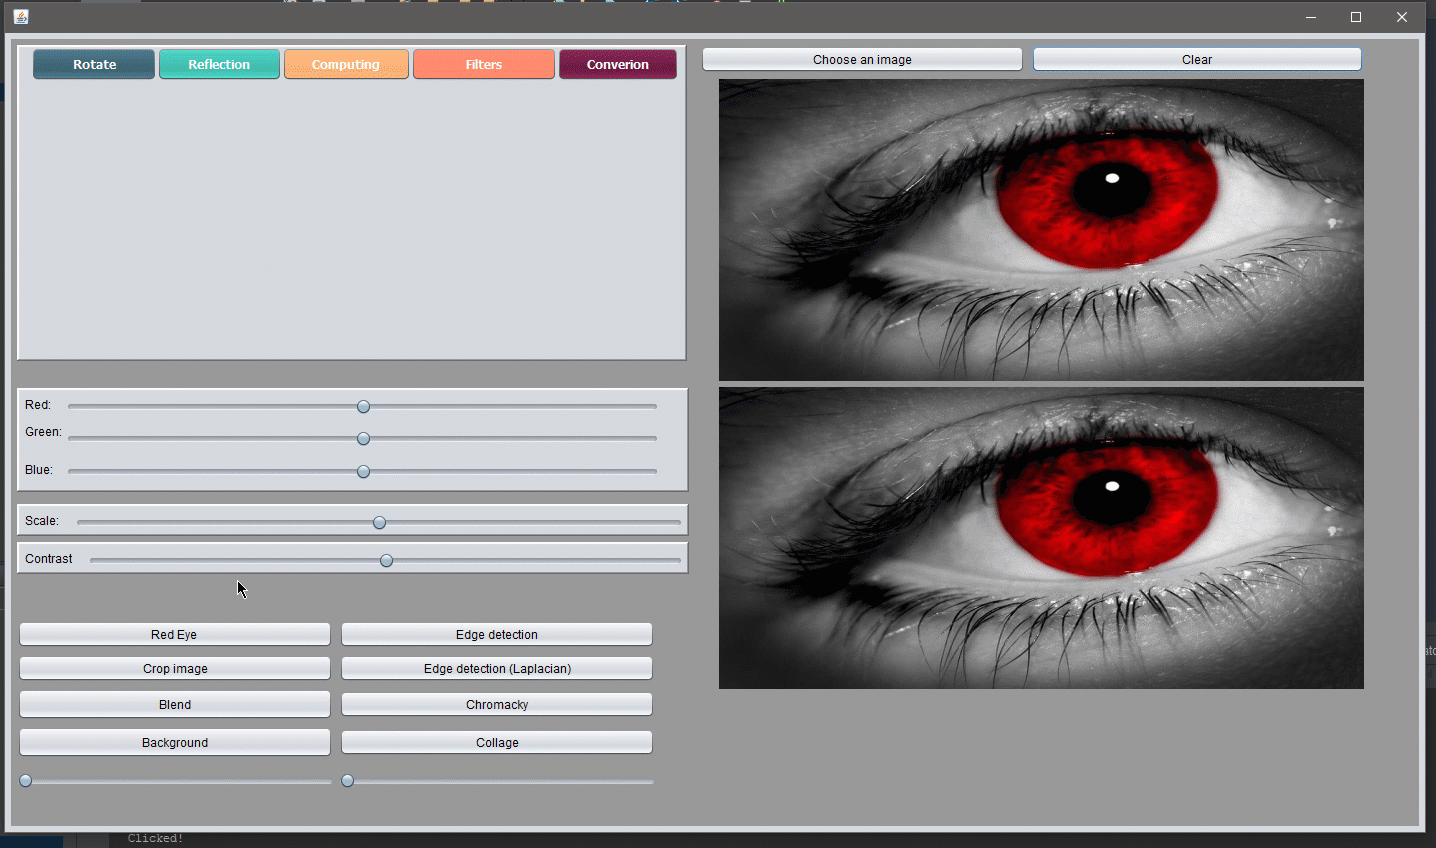 Rotate Reflection Computing Filters Converion
Choose an image Clear
Red:
Green:
Blue:
Scale:
Contrast
Red Eye Edge detection
Crop image Edge detection (Laplacian)
Blend Chromacky
Background Collage
Clicked!